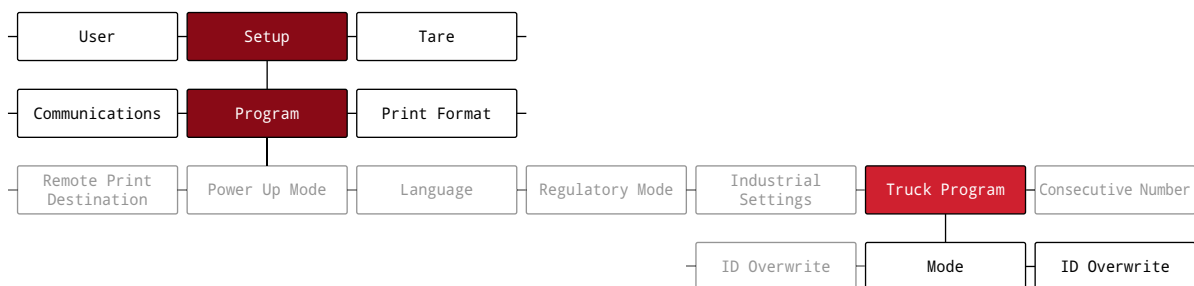 User
Setup
Tare
Communications
Program
Print Format
Remote Print
Destination
Power Up Mode
Language
Regulatory Mode
Industrial
Settings
Truck Program
Consecutive Number
ID Overwrite
Mode
ID Overwrite